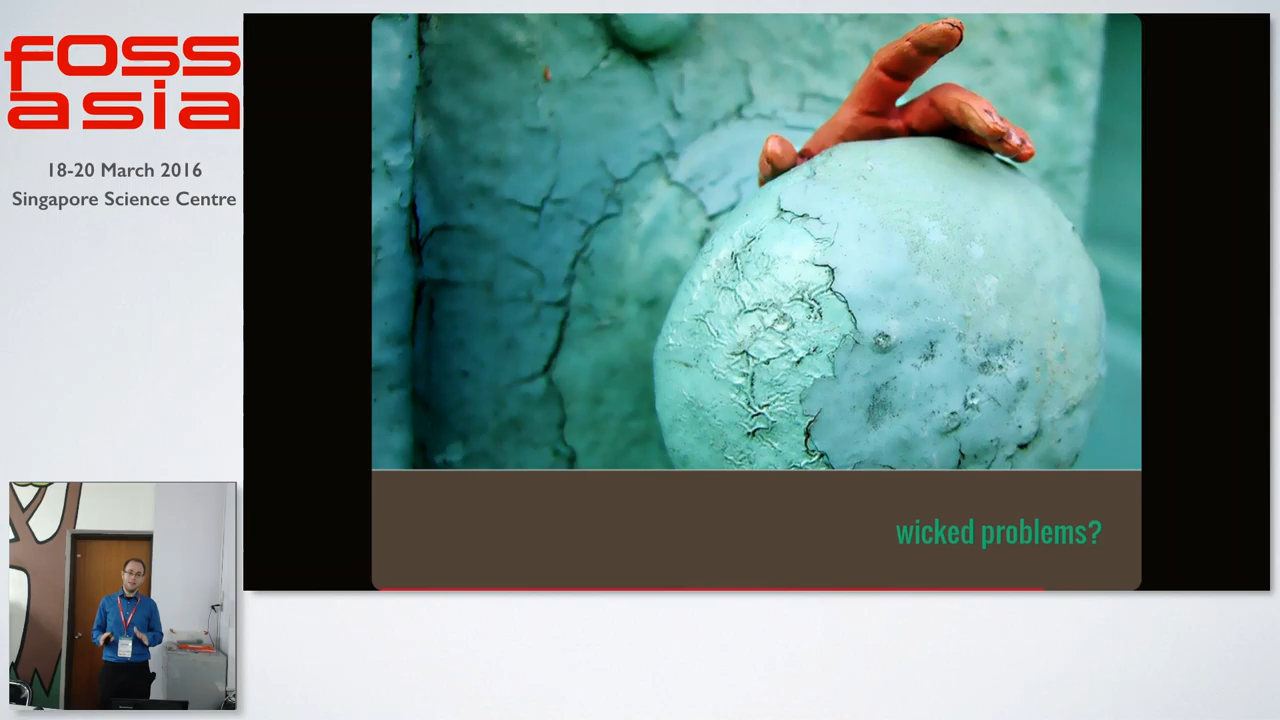 foss
asia
18-20 March 2016
Singapore Science Centre
wicked problems?